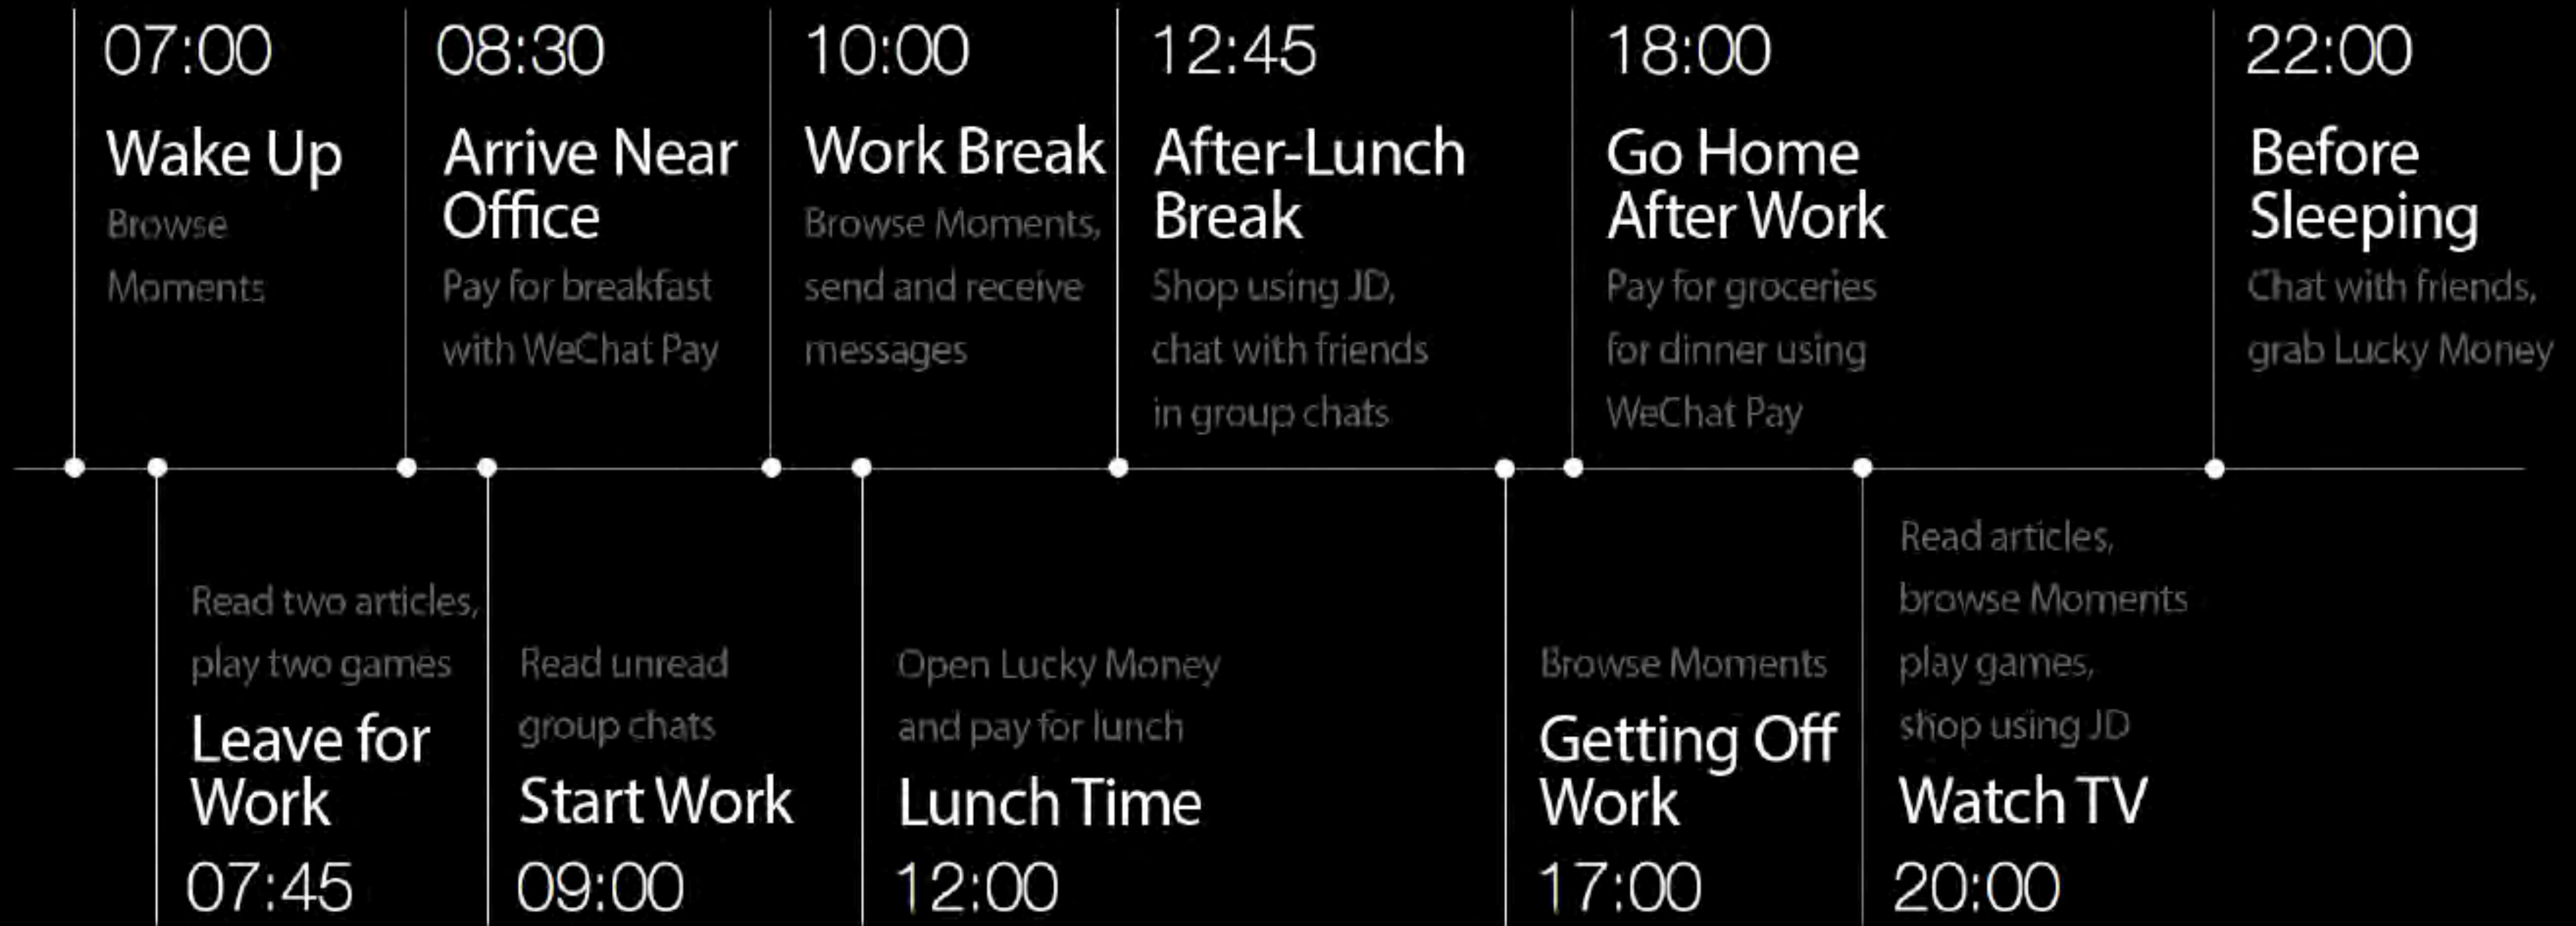 07:00
Wake Up
Browse
Moments
08:30
Arrive Near
Office
Pay for breakfast
with WeChat Pay
10:00
Work Break
Browse Moments,
send and receive
messages
12:45
After-Lunch
Break
Shop using JD,
chat with friends
in group chats
18:00
Go Home
After Work
Pay for groceries
for dinner using
WeChat Pay
22:00
Before
Sleeping
Chat with friends,
grab Lucky Money
Read two articles,
play two games
Leave for
Work
07:45
Read unread
group chats
Start Work
09:00
Open Lucky Money
and pay for lunch
Lunch Time
12:00
Browse Moments
Getting Off
Work
17:00
Read articles,
browse Moments
play games,
shop using JD
Watch TV
20:00